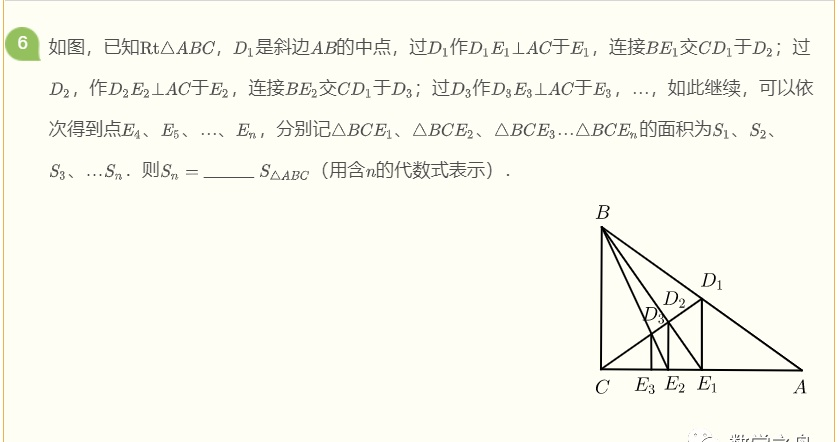 6
如图，已知Rt△ABC，D₁是斜边AB的中点，过D₁作D₁E₁⊥AC于E₁，连接BE₁交CD₁于D₂；过
D₂，作D₂E₂⊥AC于E₂，连接BE₂交CD₁于D₃；过D₃作D₃E₃⊥AC于E₃，…，如此继续，可以依
次得到点E₄、E₅、…、Eₙ，分别记△BCE₁、△BCE₂、△BCE₃…△BCEₙ的面积为S₁、S₂、
S₃、…Sₙ．则Sₙ = _____ S△ABC（用含n的代数式表示）．
B
D₁
D₂
D₃
C E₃ E₂ E₁ A